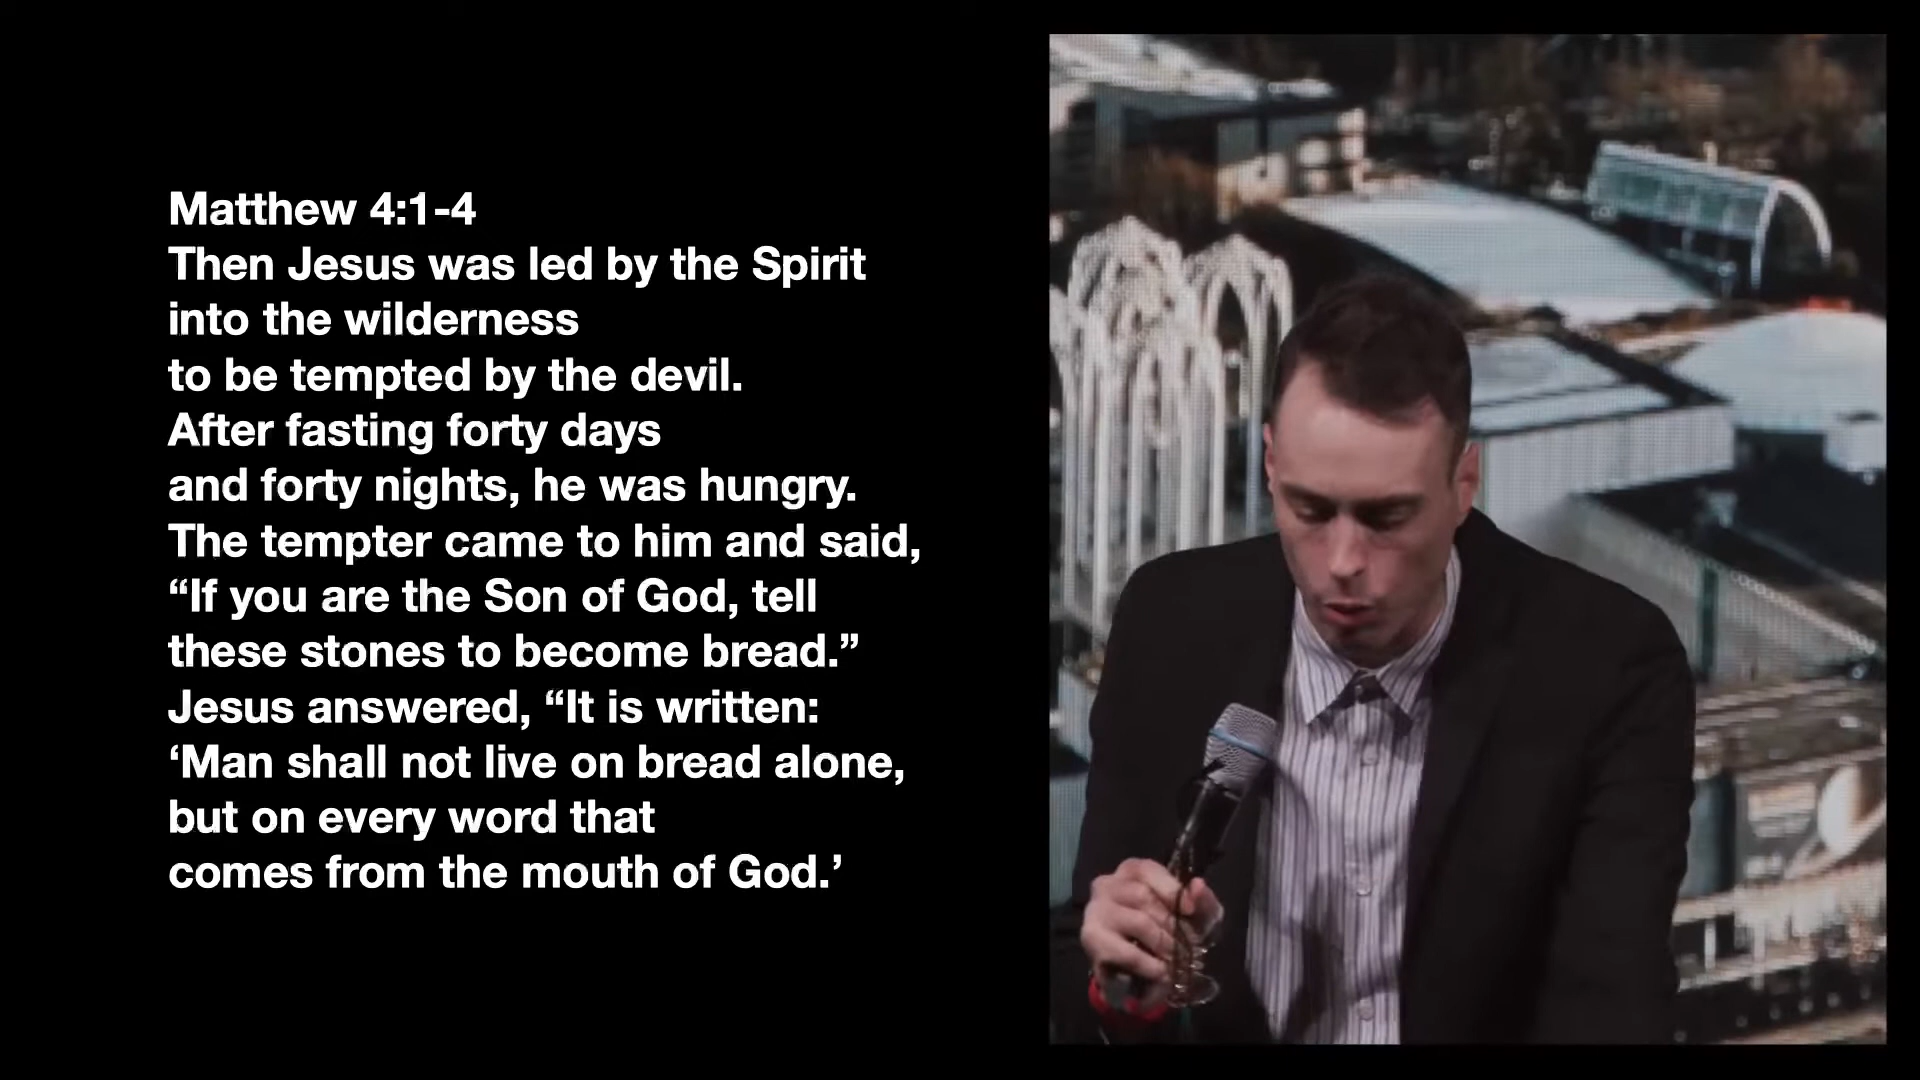 Matthew 4:1-4
Then Jesus was led by the Spirit
into the wilderness
to be tempted by the devil.
After fasting forty days
and forty nights, he was hungry.
The tempter came to him and said,
“If you are the Son of God, tell
these stones to become bread.”
Jesus answered, “It is written:
‘Man shall not live on bread alone,
but on every word that
comes from the mouth of God.’